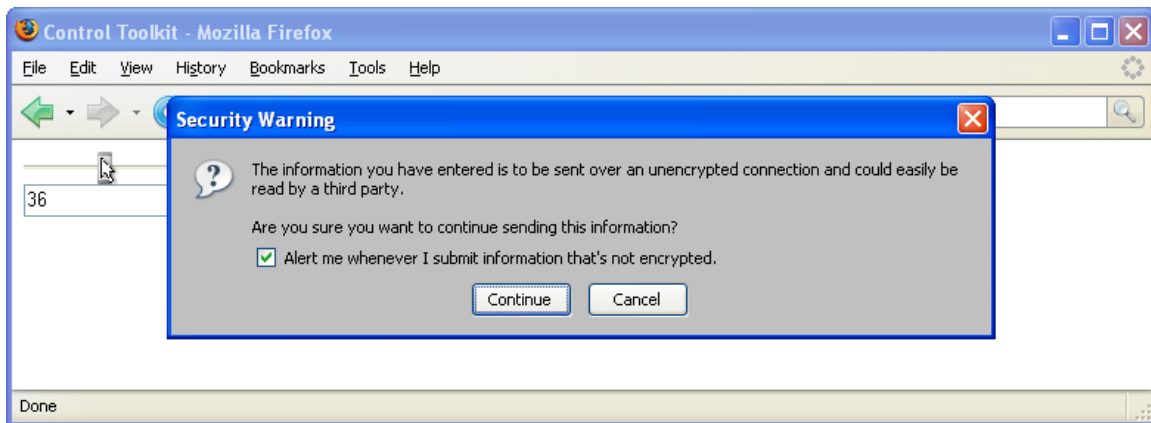 Control Toolkit - Mozilla Firefox
File Edit View History Bookmarks Tools Help
Security Warning
The information you have entered is to be sent over an unencrypted connection and could easily be
read by a third party.
36
Are you sure you want to continue sending this information?
Alert me whenever I submit information that's not encrypted.
Continue Cancel
Done